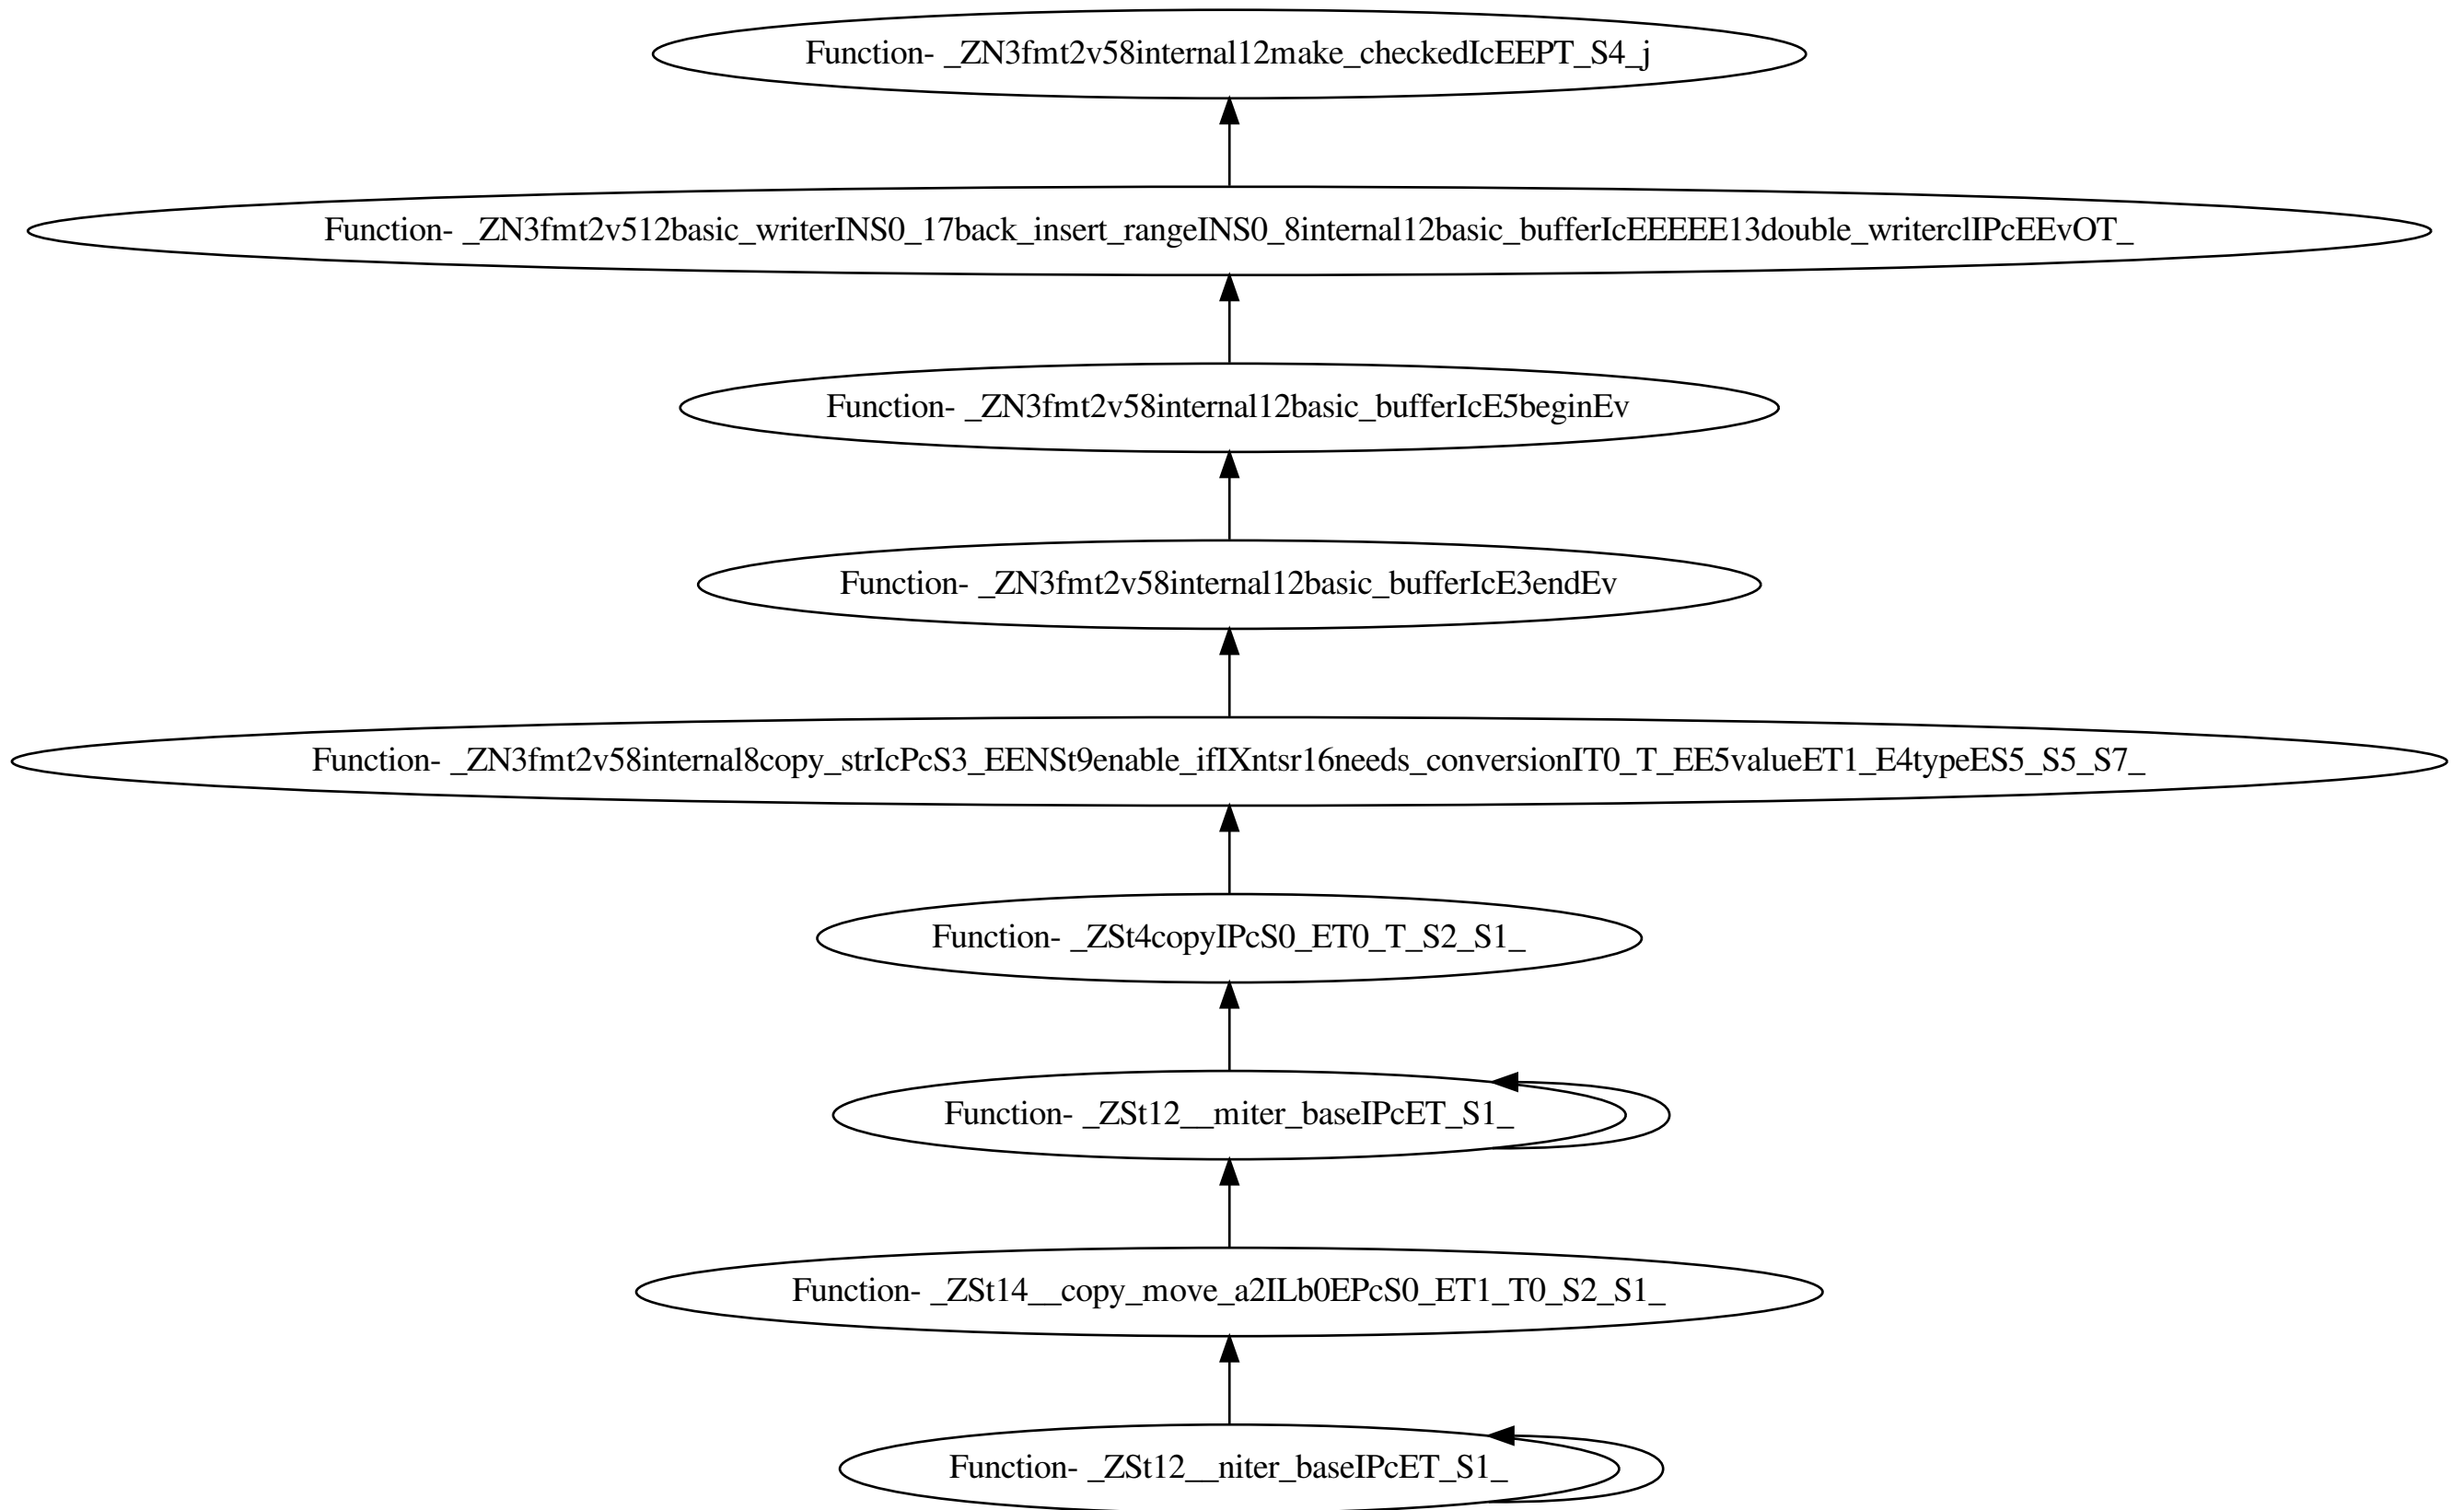 Function- _ZN3fmt2v58internal12make_checkedIcEEPT_S4_j
Function- _ZN3fmt2v512basic_writerINS0_17back_insert_rangeINS0_8internal12basic_bufferIcEEEEE13double_writerclIPcEEvOT_
Function- _ZN3fmt2v58internal12basic_bufferIcE5beginEv
Function- _ZN3fmt2v58internal12basic_bufferIcE3endEv
Function- _ZN3fmt2v58internal8copy_strIcPcS3_EENSt9enable_ifIXntsr16needs_conversionIT0_T_EE5valueET1_E4typeES5_S5_S7_
Function- _ZSt4copyIPcS0_ET0_T_S2_S1_
Function- _ZSt12__miter_baseIPcET_S1_
Function- _ZSt14__copy_move_a2ILb0EPcS0_ET1_T0_S2_S1_
Function- _ZSt12__niter_baseIPcET_S1_